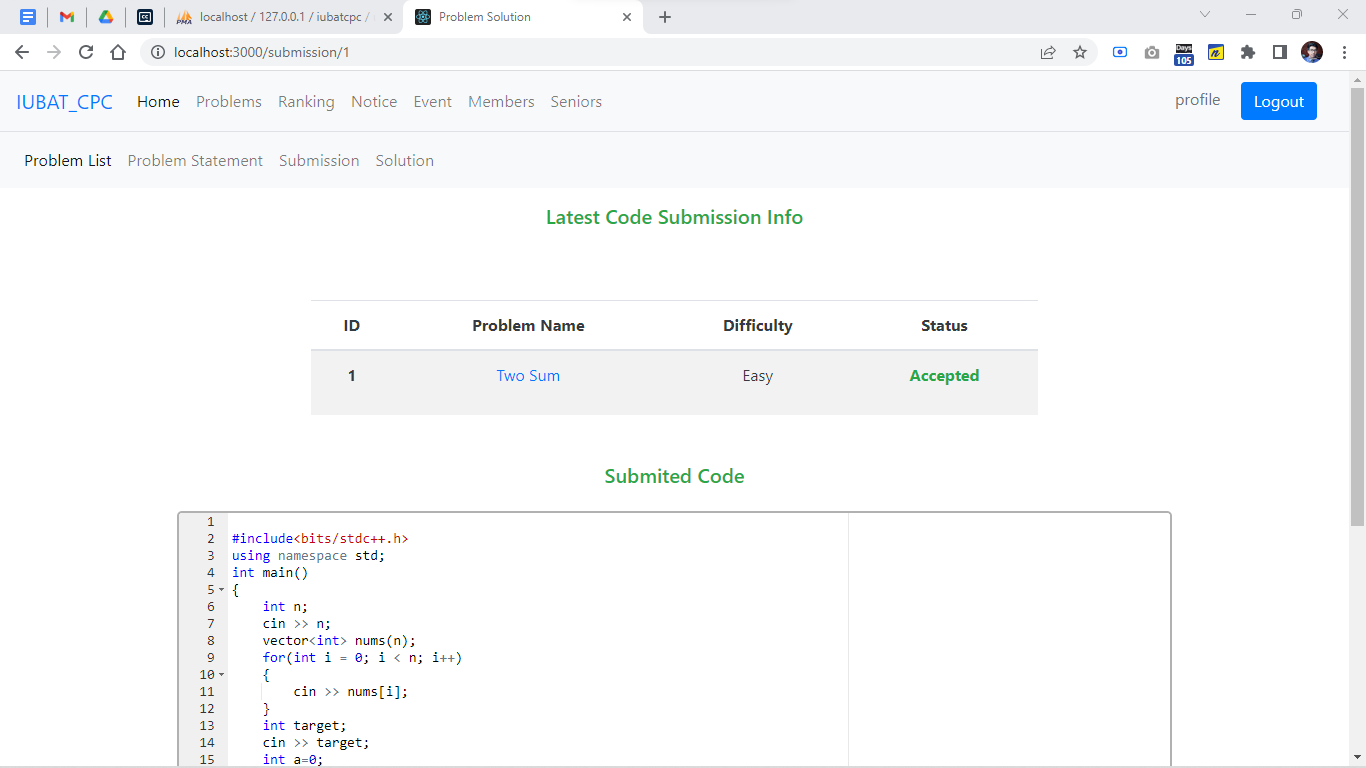 localhost / 127.0.0.1 / iubatcpc /
Problem Solution
localhost:3000/submission/1
Days
105
IUBAT_CPC Home Problems Ranking Notice Event Members Seniors profile Logout
Problem List Problem Statement Submission Solution
Latest Code Submission Info
ID Problem Name Difficulty Status
1 Two Sum Easy Accepted
Submited Code
1
2 #include<bits/stdc++.h>
3 using namespace std;
4 int main()
5 {
6 int n;
7 cin >> n;
8 vector<int> nums(n);
9 for(int i = 0; i < n; i++)
10 {
11 cin >> nums[i];
12 }
13 int target;
14 cin >> target;
15 int a=0;